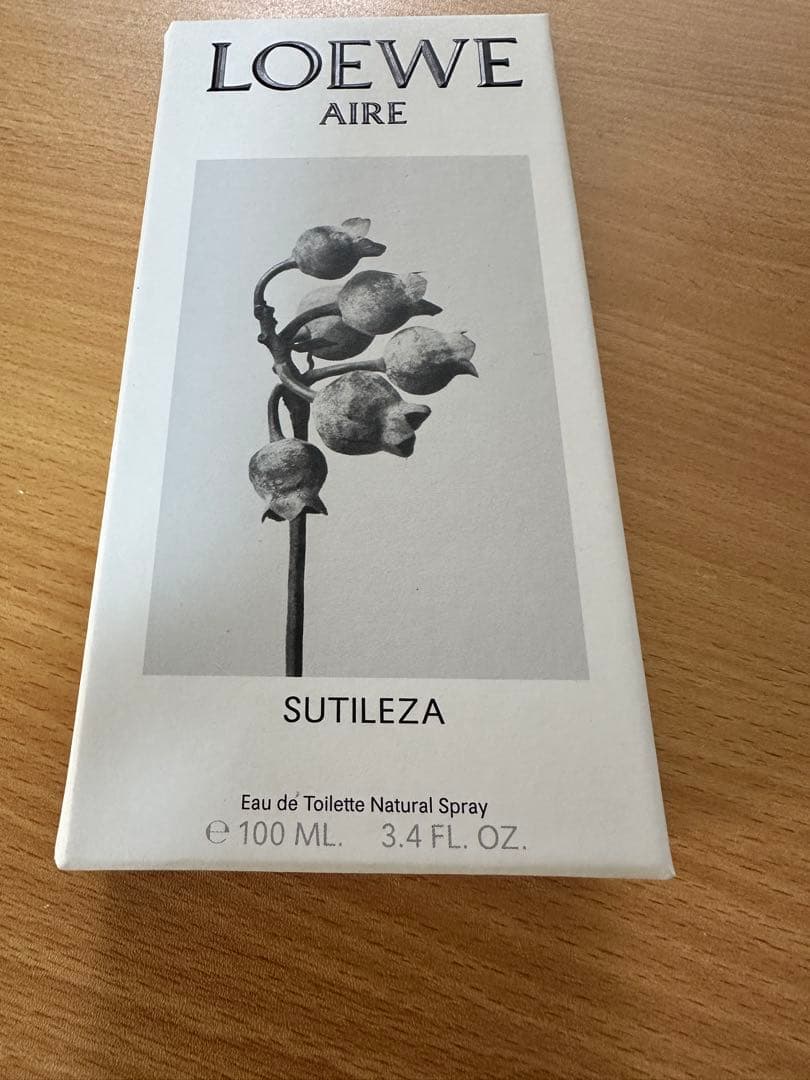 LOEWE
AIRE
SUTILEZA
Eau de Toilette Natural Spray
℮ 100 ML. 3.4 FL. OZ.